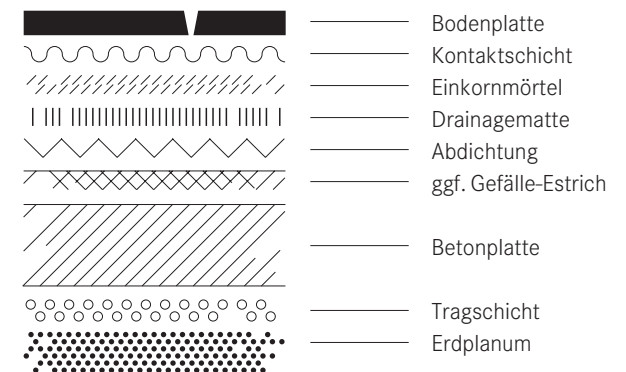 Bodenplatte
Kontaktschicht
Einkornmörtel
Drainagematte
Abdichtung
ggf. Gefälle-Estrich
Betonplatte
Tragschicht
Erdplanum